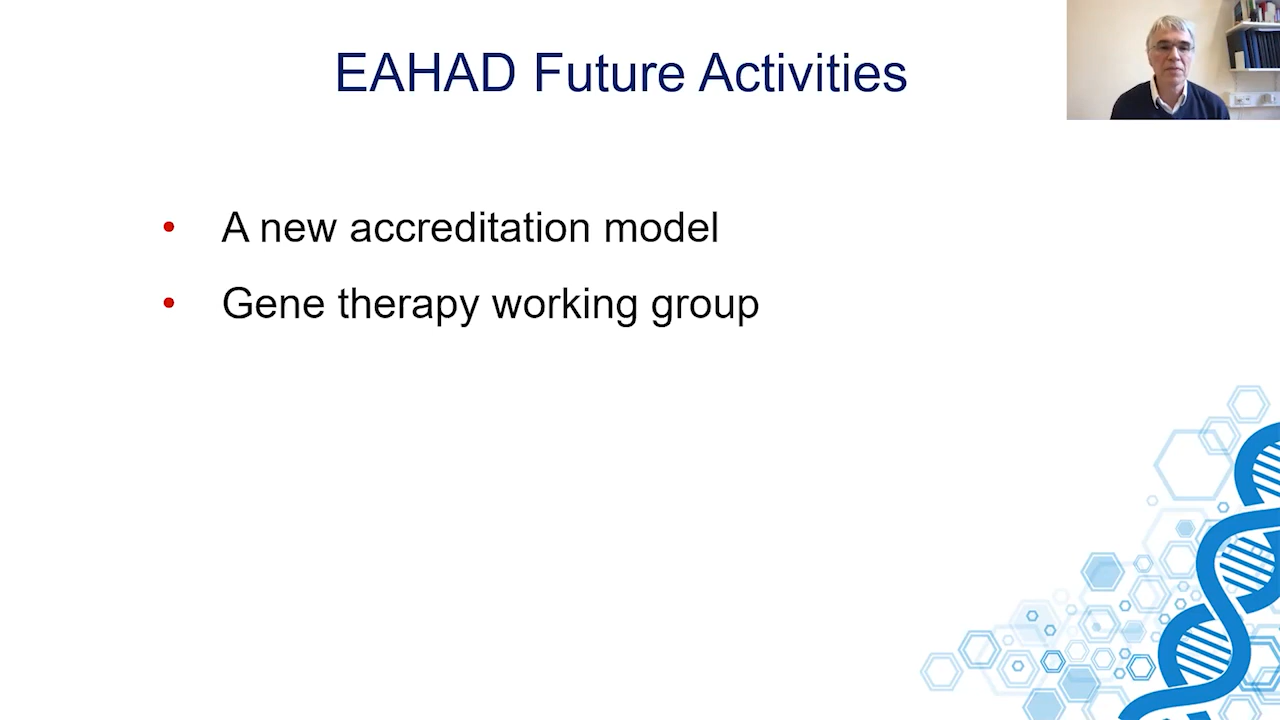 EAHAD Future Activities
• A new accreditation model
• Gene therapy working group